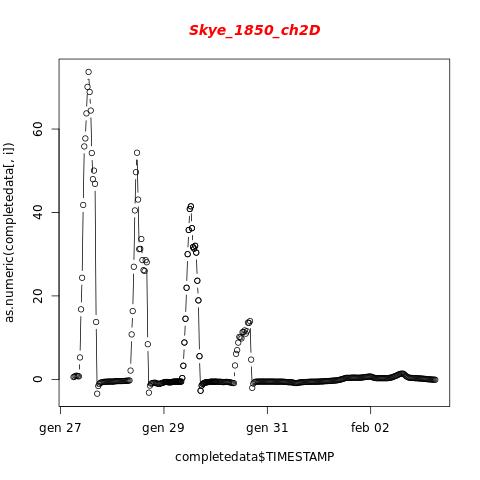 Skye_1850_ch2D
as.numeric(completedata[, i])
60
40
20
0
gen 27
gen 29
gen 31
feb 02
completedata$TIMESTAMP